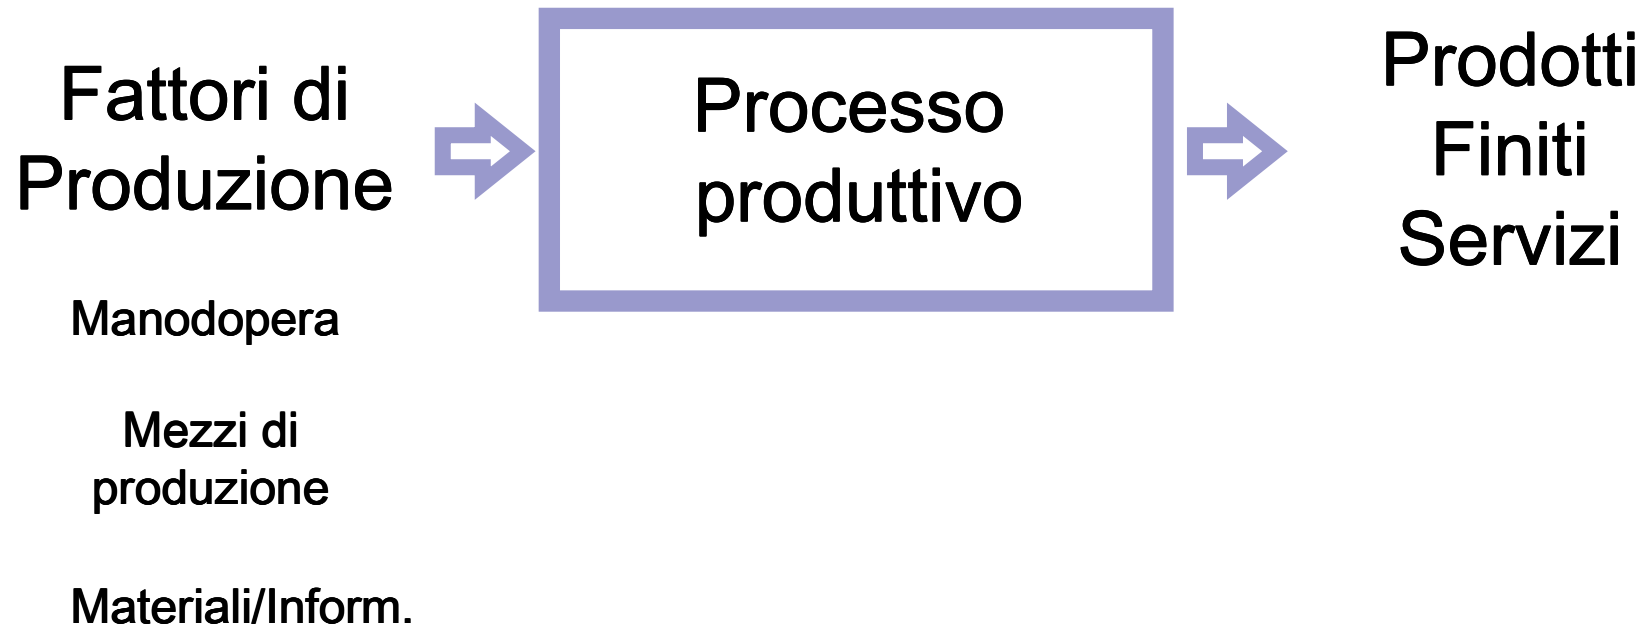 Fattori di
Produzione
Manodopera
Mezzi di
produzione
Materiali/Inform.
Processo
produttivo
Prodotti
Finiti
Servizi